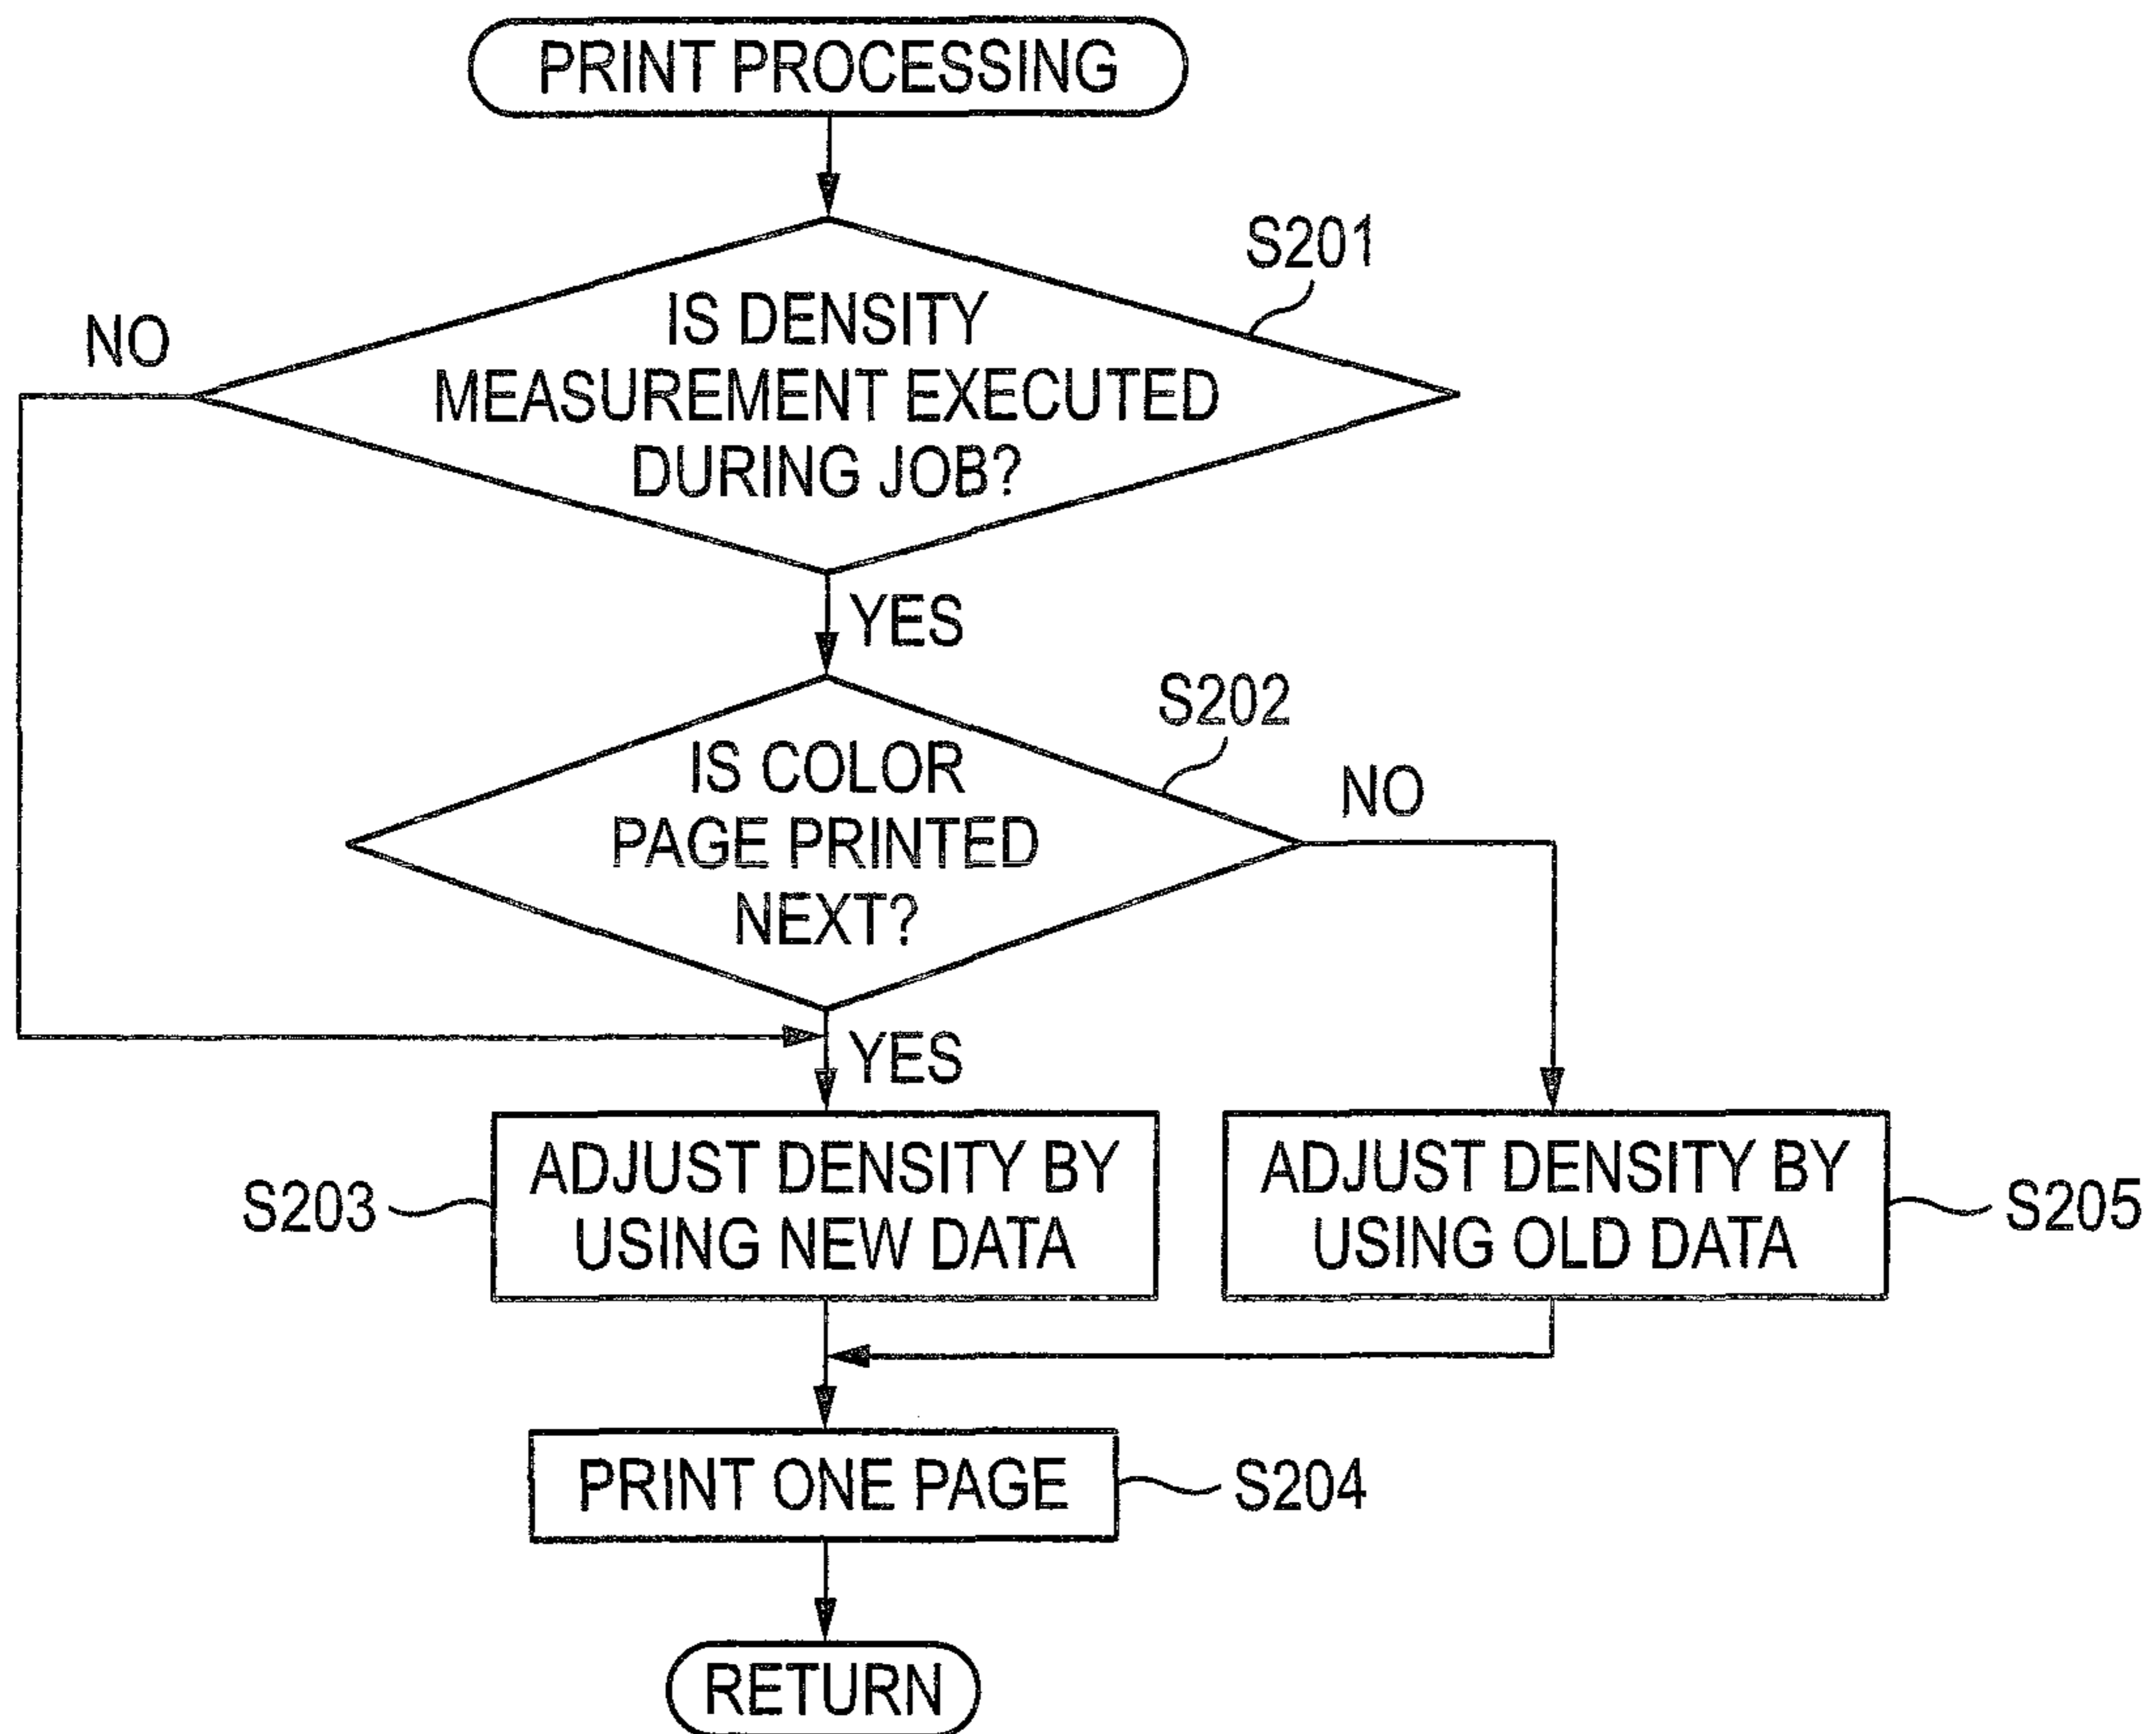 PRINT PROCESSING
S201
IS DENSITY
MEASUREMENT EXECUTED
DURING JOB?
NO
YES
S202
IS COLOR
PAGE PRINTED
NEXT?
NO
YES
S203
ADJUST DENSITY BY
USING NEW DATA
ADJUST DENSITY BY
USING OLD DATA
S205
PRINT ONE PAGE
S204
RETURN